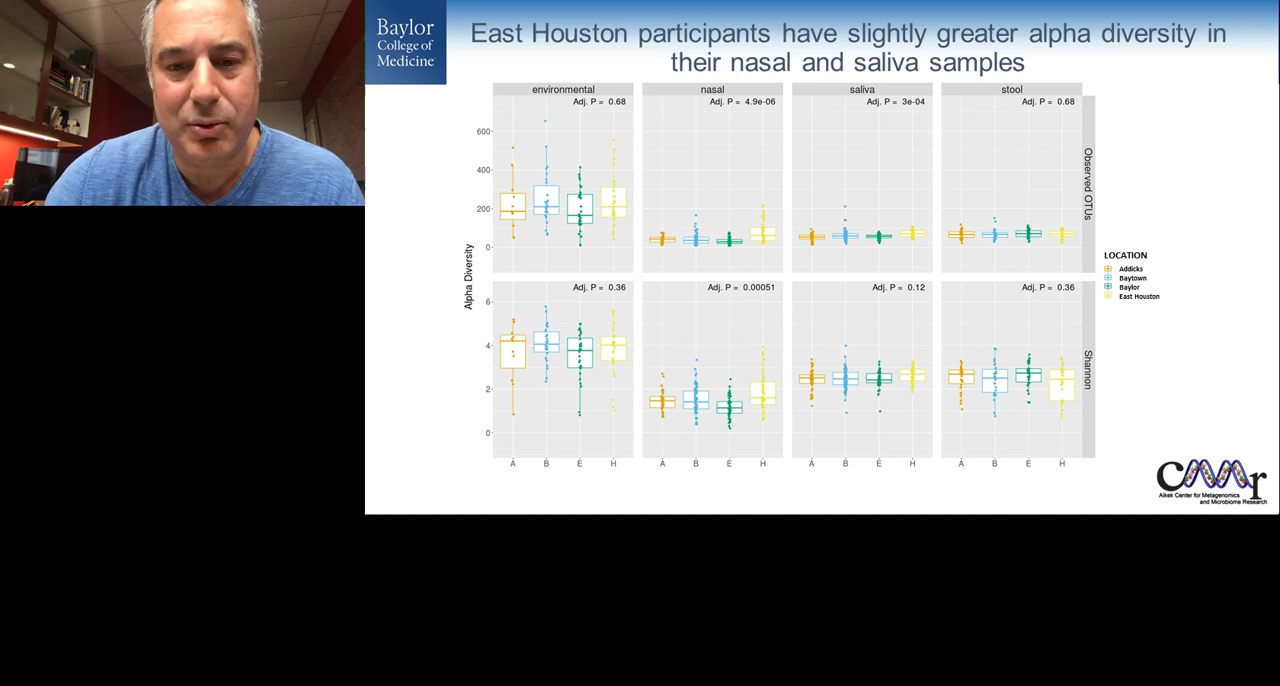 Baylor
College of
Medicine
East Houston participants have slightly greater alpha diversity in
their nasal and saliva samples
environmental nasal saliva stool
Adj. P = 0.68 Adj. P = 4.9e-06 Adj. P = 3e-04 Adj. P = 0.68
600
400
200
0
Observed OTUs
Alpha Diversity
Adj. P = 0.36 Adj. P = 0.00051 Adj. P = 0.12 Adj. P = 0.36
6
4
2
0
Shannon
A B E H A B E H A B E H A B E H
LOCATION
Addicks
Baytown
Baylor
East Houston
cmmr
Alkek Center for Metagenomics
and Microbiome Research